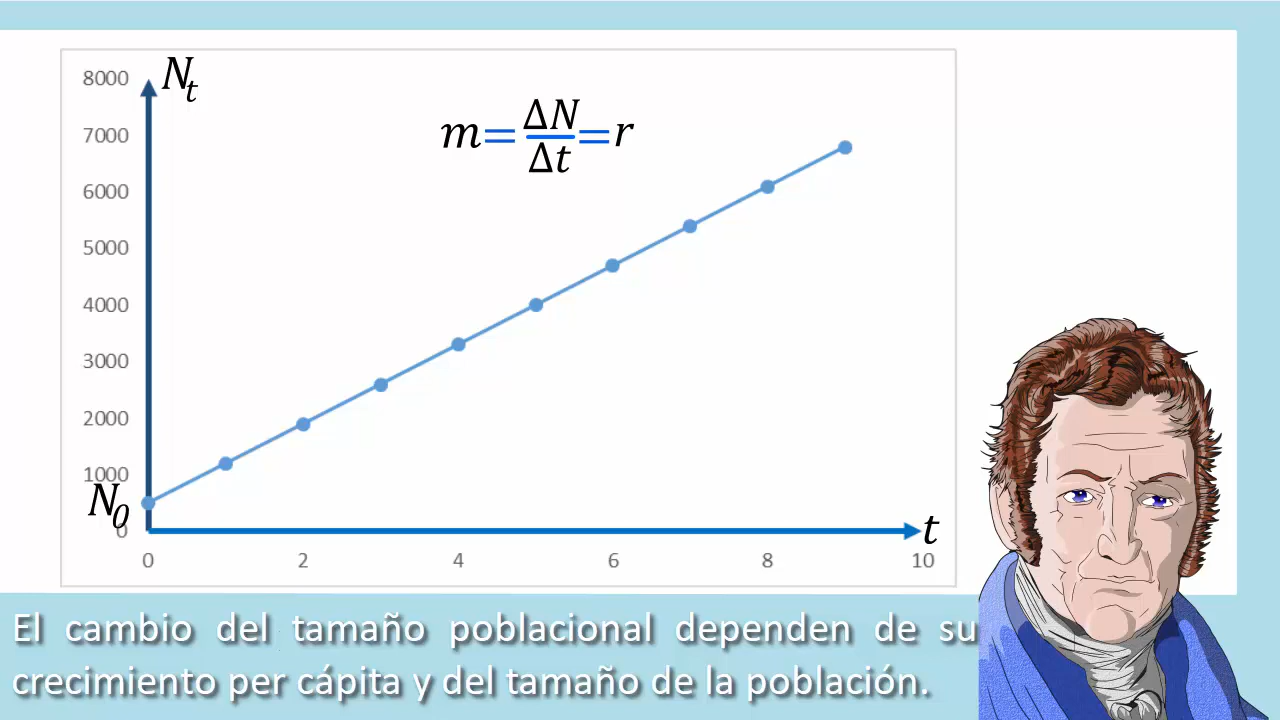 8000
N_t
7000
m = ΔN/Δt = r
6000
5000
4000
3000
2000
1000
N_0
0
t
0 2 4 6 8 10
El cambio del tamaño poblacional dependen de su
crecimiento per cápita y del tamaño de la población.